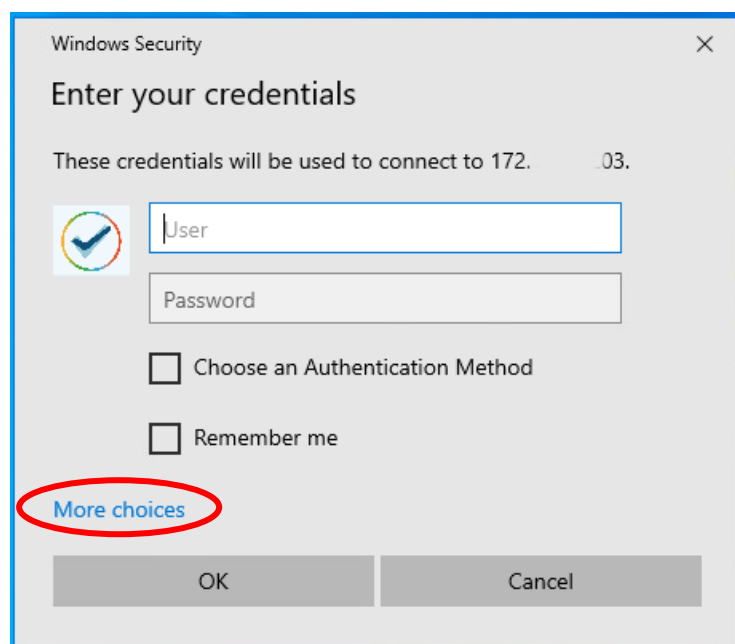 Windows Security
Enter your credentials
These credentials will be used to connect to 172. 03.
User
Password
Choose an Authentication Method
Remember me
More choices
OK Cancel